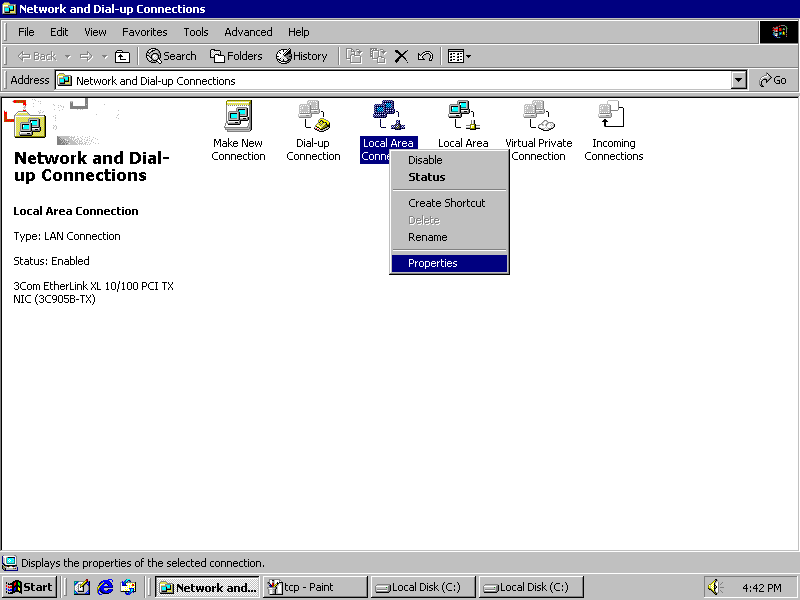 Network and Dial-up Connections
File Edit View Favorites Tools Advanced Help
Back Search Folders History
Address Network and Dial-up Connections Go
Network and Dial-
up Connections
Local Area Connection
Type: LAN Connection
Status: Enabled
3Com EtherLink XL 10/100 PCI TX
NIC (3C905B-TX)
Make New
Connection
Dial-up
Connection
Local Area
Conne
Local Area
Virtual Private
Connection
Incoming
Connections
Disable
Status
Create Shortcut
Delete
Rename
Properties
Displays the properties of the selected connection.
Start Network and... tcp - Paint Local Disk (C:) Local Disk (C:) 4:42 PM